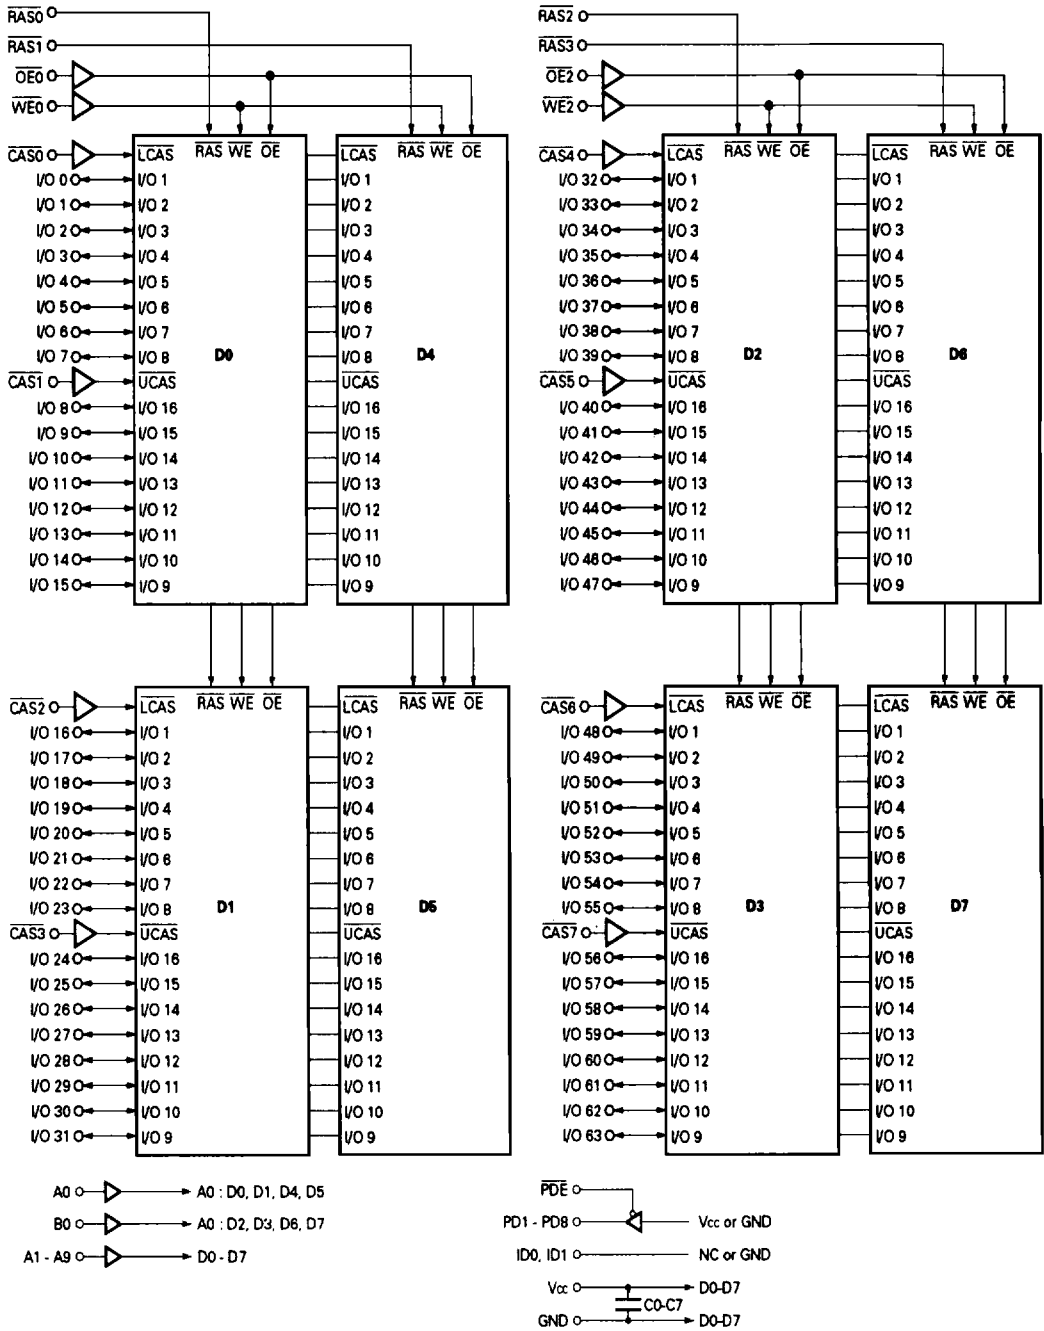 RAS0
RAS1
OE0
WE0
RAS WE OE
RAS WE OE
CAS0 LCAS LCAS
I/O 0 I/O 1 I/O 1
I/O 1 I/O 2 I/O 2
I/O 2 I/O 3 I/O 3
I/O 3 I/O 4 I/O 4
I/O 4 I/O 5 I/O 5
I/O 5 I/O 6 I/O 6
I/O 6 I/O 7 I/O 7
I/O 7 I/O 8 D0 I/O 8 D4
CAS1 UCAS UCAS
I/O 8 I/O 16 I/O 16
I/O 9 I/O 15 I/O 15
I/O 10 I/O 14 I/O 14
I/O 11 I/O 13 I/O 13
I/O 12 I/O 12 I/O 12
I/O 13 I/O 11 I/O 11
I/O 14 I/O 10 I/O 10
I/O 15 I/O 9 I/O 9
RAS WE OE
RAS WE OE
CAS2 LCAS LCAS
I/O 16 I/O 1 I/O 1
I/O 17 I/O 2 I/O 2
I/O 18 I/O 3 I/O 3
I/O 19 I/O 4 I/O 4
I/O 20 I/O 5 I/O 5
I/O 21 I/O 6 I/O 6
I/O 22 I/O 7 I/O 7
I/O 23 I/O 8 D1 I/O 8 D5
CAS3 UCAS UCAS
I/O 24 I/O 16 I/O 16
I/O 25 I/O 15 I/O 15
I/O 26 I/O 14 I/O 14
I/O 27 I/O 13 I/O 13
I/O 28 I/O 12 I/O 12
I/O 29 I/O 11 I/O 11
I/O 30 I/O 10 I/O 10
I/O 31 I/O 9 I/O 9
RAS2
RAS3
OE2
WE2
RAS WE OE
RAS WE OE
CAS4 LCAS LCAS
I/O 32 I/O 1 I/O 1
I/O 33 I/O 2 I/O 2
I/O 34 I/O 3 I/O 3
I/O 35 I/O 4 I/O 4
I/O 36 I/O 5 I/O 5
I/O 37 I/O 6 I/O 6
I/O 38 I/O 7 I/O 7
I/O 39 I/O 8 D2 I/O 8 D6
CAS5 UCAS UCAS
I/O 40 I/O 16 I/O 16
I/O 41 I/O 15 I/O 15
I/O 42 I/O 14 I/O 14
I/O 43 I/O 13 I/O 13
I/O 44 I/O 12 I/O 12
I/O 45 I/O 11 I/O 11
I/O 46 I/O 10 I/O 10
I/O 47 I/O 9 I/O 9
RAS WE OE
RAS WE OE
CAS6 LCAS LCAS
I/O 48 I/O 1 I/O 1
I/O 49 I/O 2 I/O 2
I/O 50 I/O 3 I/O 3
I/O 51 I/O 4 I/O 4
I/O 52 I/O 5 I/O 5
I/O 53 I/O 6 I/O 6
I/O 54 I/O 7 I/O 7
I/O 55 I/O 8 D3 I/O 8 D7
CAS7 UCAS UCAS
I/O 56 I/O 16 I/O 16
I/O 57 I/O 15 I/O 15
I/O 58 I/O 14 I/O 14
I/O 59 I/O 13 I/O 13
I/O 60 I/O 12 I/O 12
I/O 61 I/O 11 I/O 11
I/O 62 I/O 10 I/O 10
I/O 63 I/O 9 I/O 9
A0 A0 : D0, D1, D4, D5
B0 A0 : D2, D3, D6, D7
A1 - A9 D0 - D7
PDE
PD1 - PD8 Vcc or GND
ID0, ID1 NC or GND
Vcc D0-D7
C0-C7
GND D0-D7